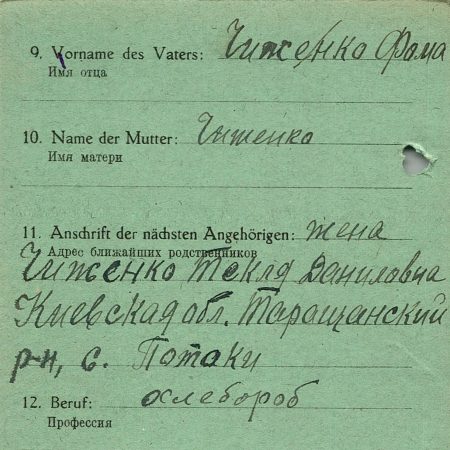 9. Vorname des Vaters: Чиженко Фома
Имя отца
10. Name der Mutter: Чиженко
Имя матери
11. Anschrift der nächsten Angehörigen: жена
Адрес ближайших родственников
Чиженко Текля Даниловна
Киевская обл. Таращанский
р-н, с. Потоки
12. Beruf: хлебороб
Профессия